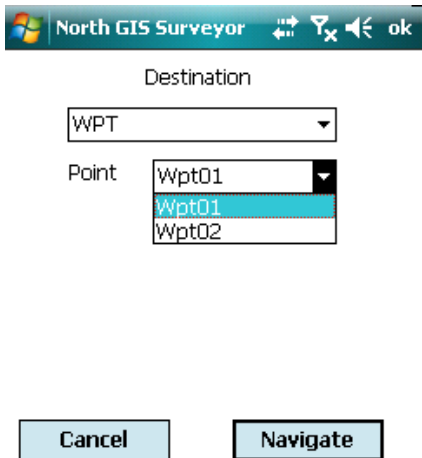 North GIS Surveyor ok
Destination
WPT
Point Wpt01
Wpt01
Wpt02
Cancel Navigate